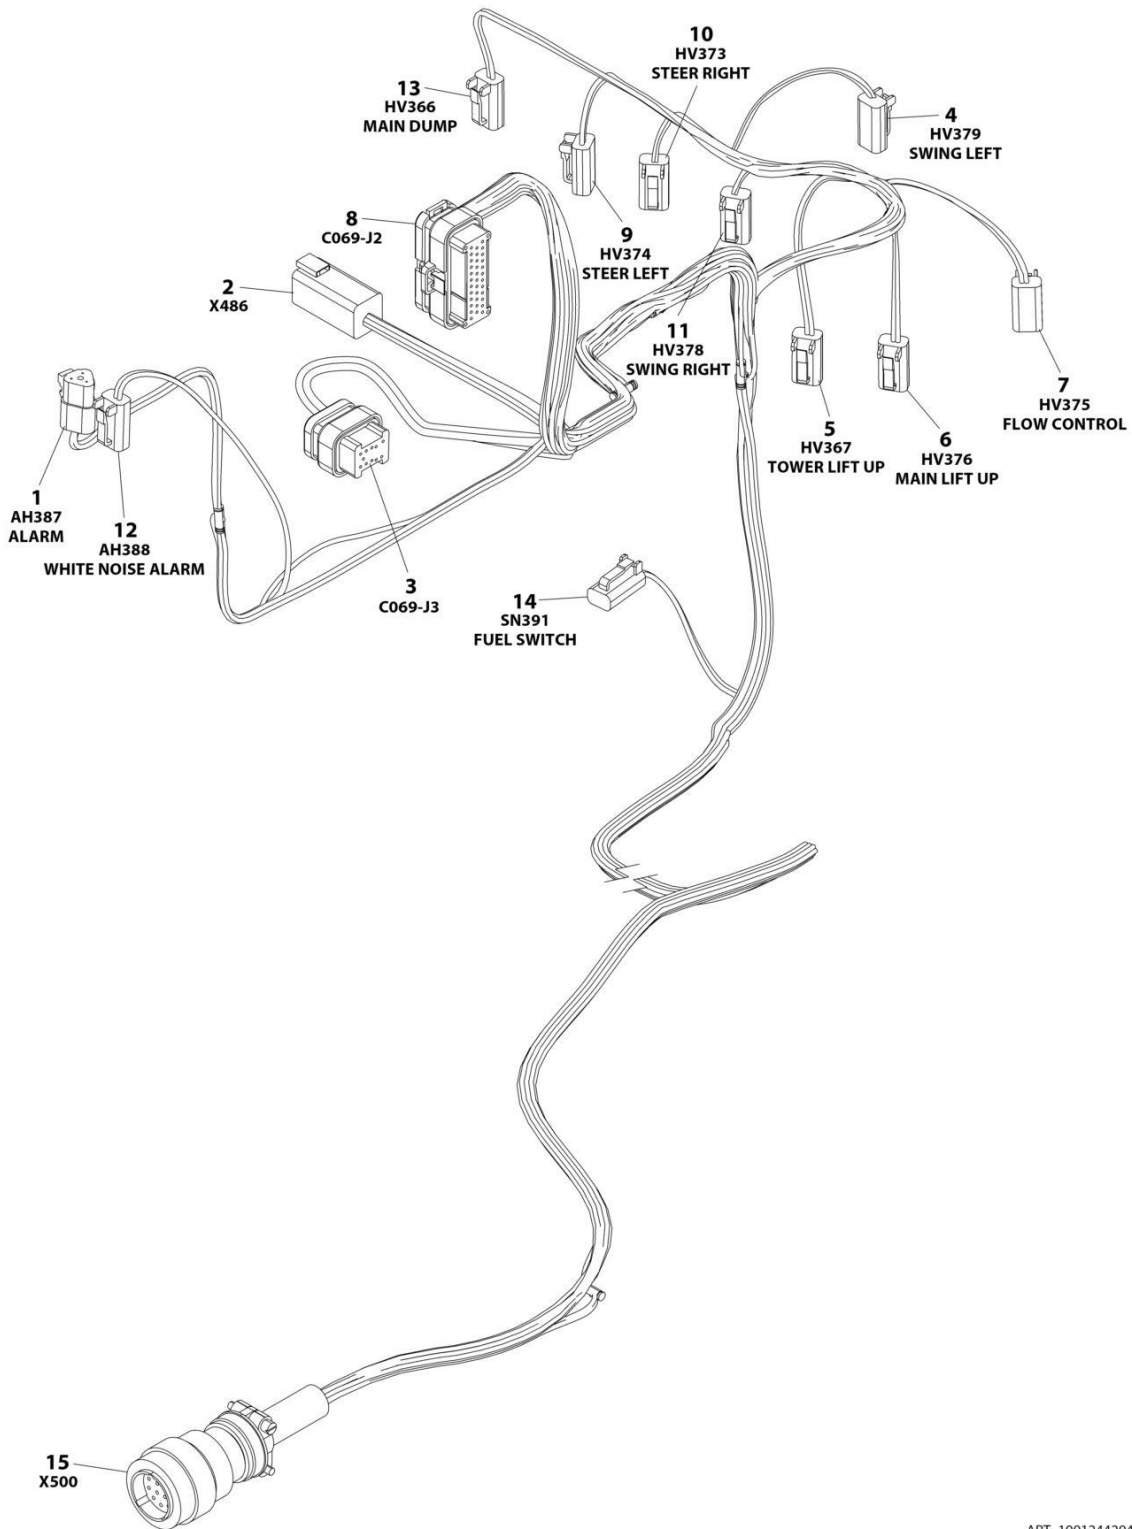 10
HV373
STEER RIGHT
13
HV366
MAIN DUMP
4
HV379
SWING LEFT
8
C069-J2
9
HV374
STEER LEFT
2
X486
11
HV378
SWING RIGHT
7
HV375
FLOW CONTROL
5
HV367
TOWER LIFT UP
6
HV376
MAIN LIFT UP
1
AH387
ALARM
12
AH388
WHITE NOISE ALARM
3
C069-J3
14
SN391
FUEL SWITCH
15
X500